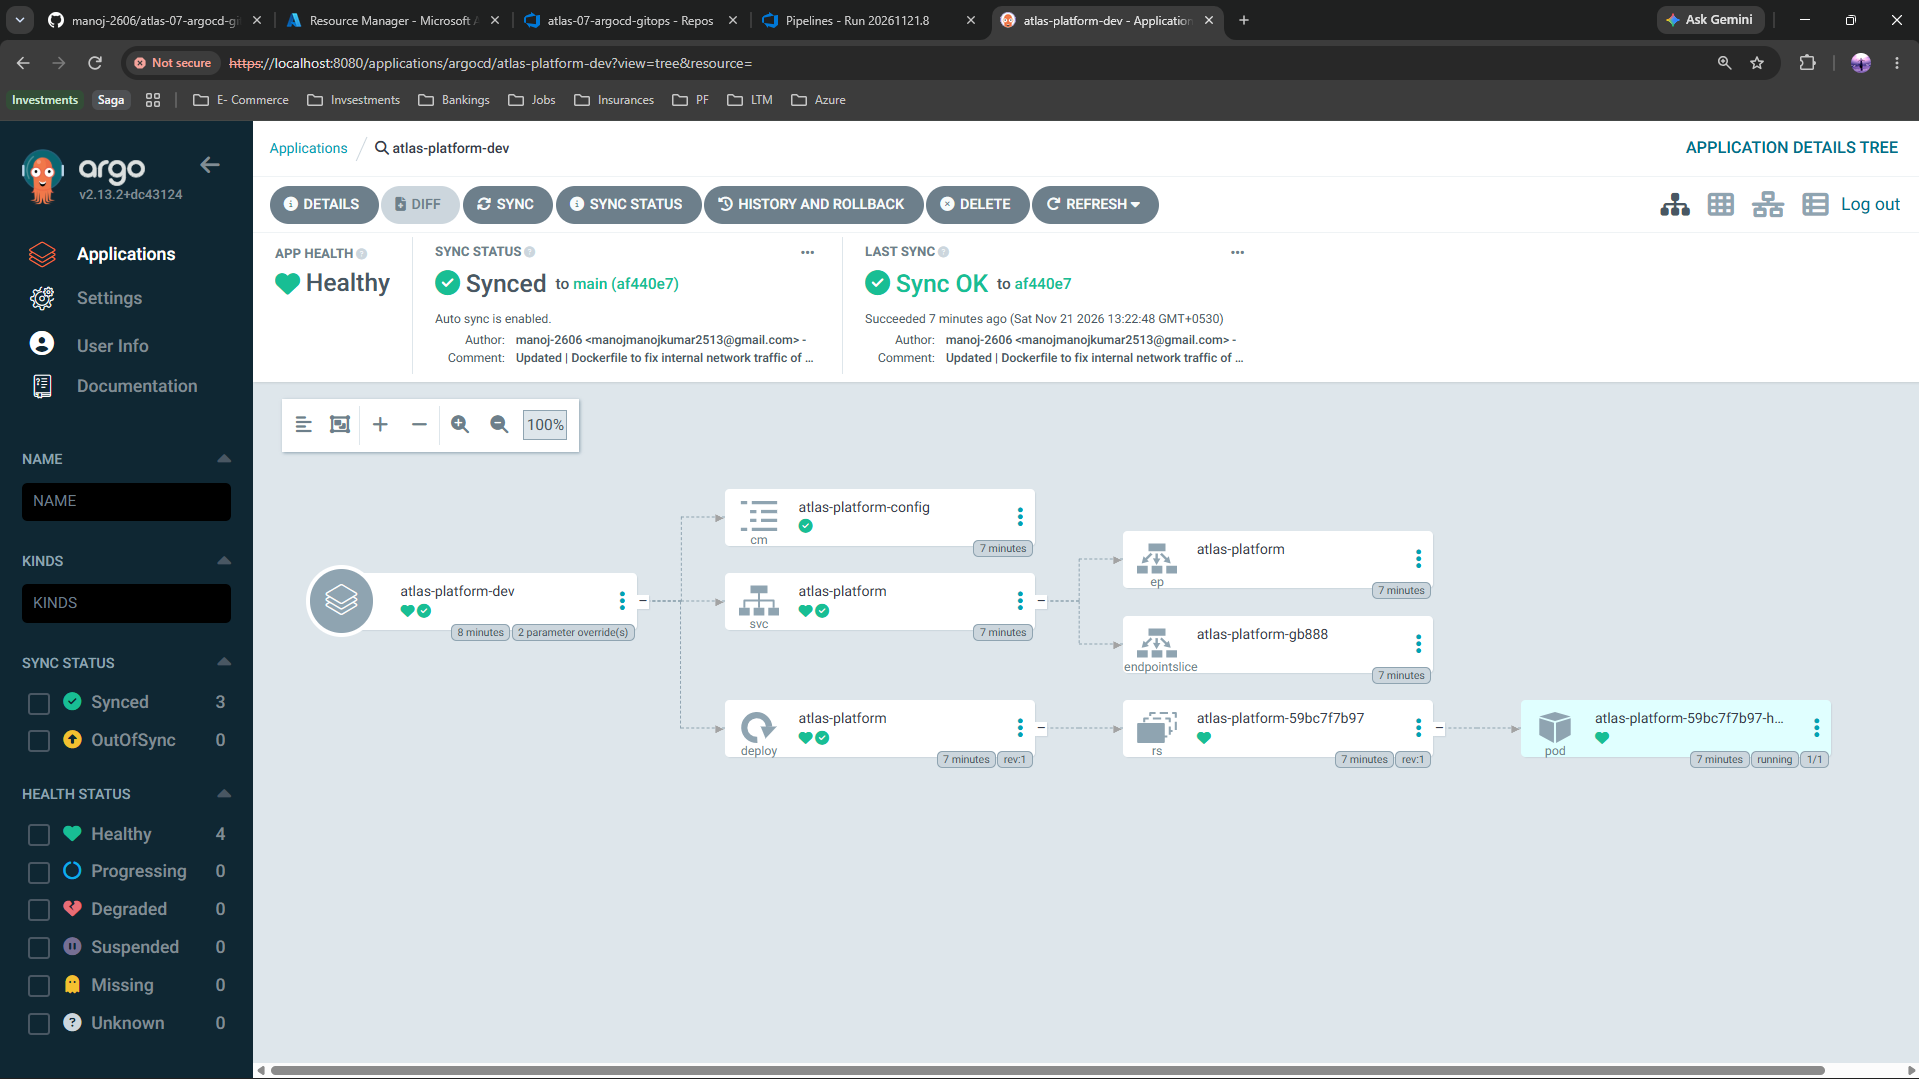 manoj-2606/atlas-07-argocd-gi
Resource Manager - Microsoft A
atlas-07-argocd-gitops - Repos
Pipelines - Run 20261121.8
atlas-platform-dev - Application
Ask Gemini
Not secure
https://localhost:8080/applications/argocd/atlas-platform-dev?view=tree&resource=
Investments
Saga
E- Commerce
Invsestments
Bankings
Jobs
Insurances
PF
LTM
Azure
argo
v2.13.2+dc43124
Applications
Settings
User Info
Documentation
NAME
NAME
KINDS
KINDS
SYNC STATUS
Synced 3
OutOfSync 0
HEALTH STATUS
Healthy 4
Progressing 0
Degraded 0
Suspended 0
Missing 0
Unknown 0
Applications / atlas-platform-dev
APPLICATION DETAILS TREE
DETAILS
DIFF
SYNC
SYNC STATUS
HISTORY AND ROLLBACK
DELETE
REFRESH
Log out
APP HEALTH
Healthy
SYNC STATUS
Synced to main (af440e7)
Auto sync is enabled.
Author: manoj-2606 <manojmanojkumar2513@gmail.com> -
Comment: Updated | Dockerfile to fix internal network traffic of ...
LAST SYNC
Sync OK to af440e7
Succeeded 7 minutes ago (Sat Nov 21 2026 13:22:48 GMT+0530)
Author: manoj-2606 <manojmanojkumar2513@gmail.com> -
Comment: Updated | Dockerfile to fix internal network traffic of ...
100%
atlas-platform-dev
8 minutes
2 parameter override(s)
cm
atlas-platform-config
7 minutes
svc
atlas-platform
7 minutes
ep
atlas-platform
7 minutes
endpointslice
atlas-platform-gb888
7 minutes
deploy
atlas-platform
7 minutes
rev:1
rs
atlas-platform-59bc7f7b97
7 minutes
rev:1
pod
atlas-platform-59bc7f7b97-h...
7 minutes
running
1/1